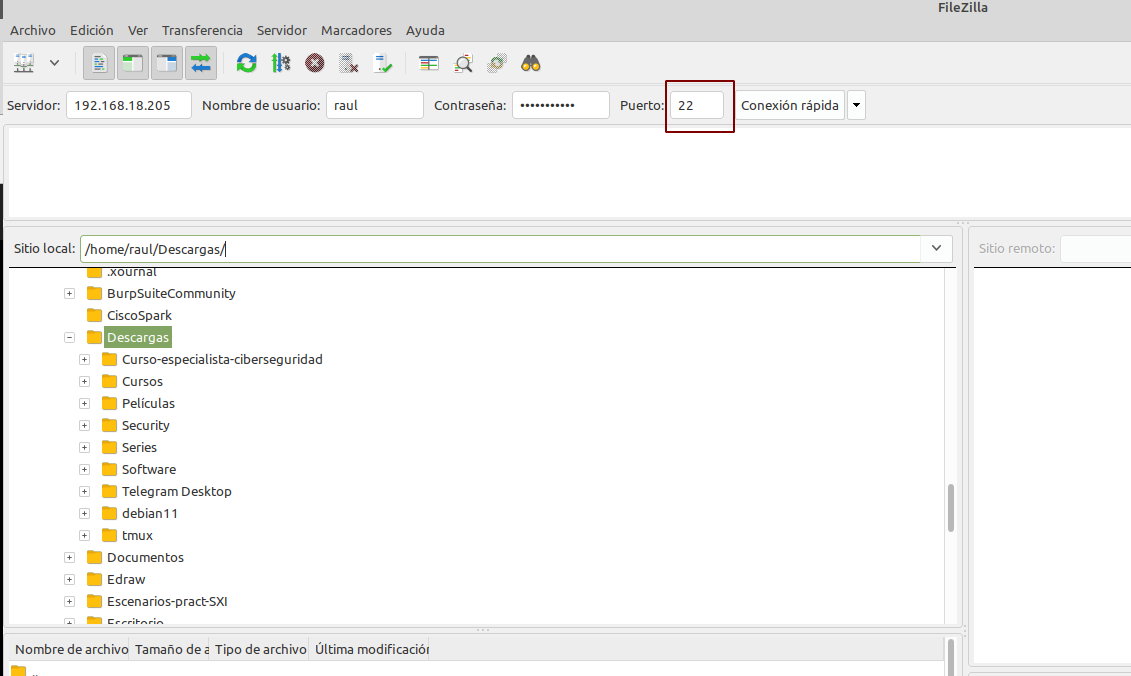 FileZilla
Archivo Edición Ver Transferencia Servidor Marcadores Ayuda
Servidor: 192.168.18.205 Nombre de usuario: raul Contraseña: ••••••••••• Puerto: 22 Conexión rápida
Sitio local: /home/raul/Descargas/ Sitio remoto:
.xournal
BurpSuiteCommunity
CiscoSpark
Descargas
Curso-especialista-ciberseguridad
Cursos
Películas
Security
Series
Software
Telegram Desktop
debian11
tmux
Documentos
Edraw
Escenarios-pract-SXI
Escritorio
Nombre de archivo Tamaño de a Tipo de archivo Última modificación
..